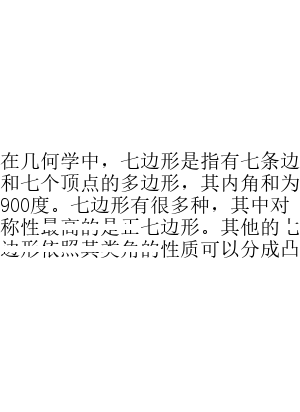 在几何学中，七边形是指有七条边
和七个顶点的多边形，其内角和为
900度。七边形有很多种，其中对
称性最高的是正七边形。其他的七
边形依照其类角的性质可以分成凸